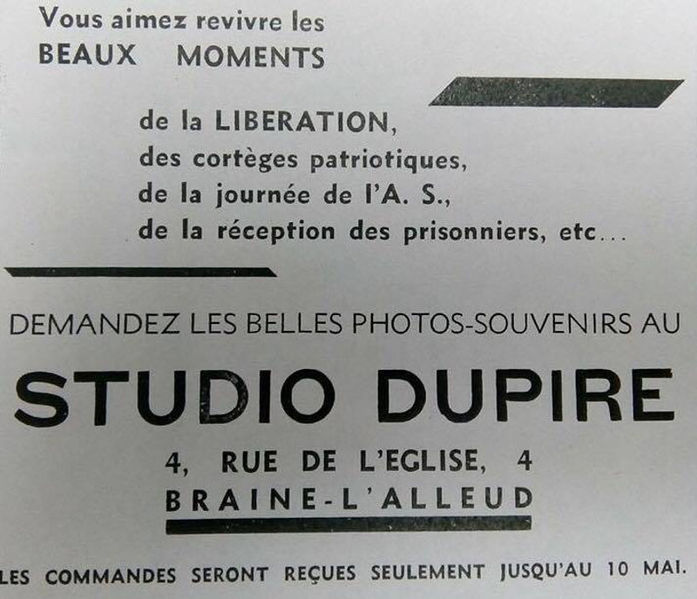 Vous aimez revivre les
BEAUX MOMENTS
de la LIBERATION,
des cortèges patriotiques,
de la journée de l'A. S.,
de la réception des prisonniers, etc...
DEMANDEZ LES BELLES PHOTOS-SOUVENIRS AU
STUDIO DUPIRE
4, RUE DE L'EGLISE, 4
BRAINE-L'ALLEUD
LES COMMANDES SERONT REÇUES SEULEMENT JUSQU'AU 10 MAI.